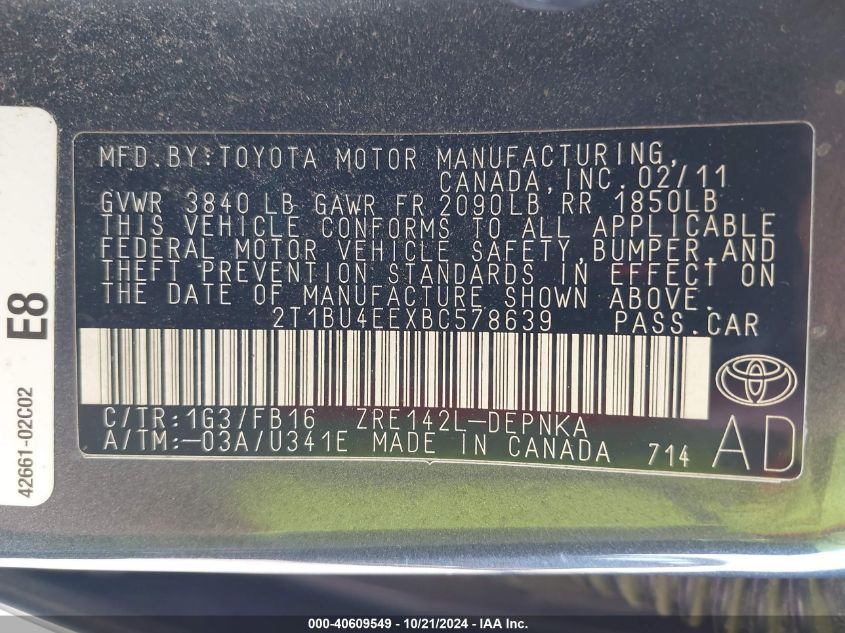 MFD.BY:TOYOTA MOTOR MANUFACTURING,
CANADA,INC.02/11
GVWR 3840 LB GAWR FR 2090LB RR 1850LB
THIS VEHICLE CONFORMS TO ALL APPLICABLE
FEDERAL MOTOR VEHICLE SAFETY,BUMPER,AND
THEFT PREVENTION STANDARDS IN EFFECT ON
THE DATE OF MANUFACTURE SHOWN ABOVE.
2T1BU4EEXBC578639 PASS.CAR
C/TR:1G3/FB16 ZRE142L-DEPNKA
A/TM:-03A/U341E MADE IN CANADA 714
AD
E8
42661-02C02
000-40609549 - 10/21/2024 - IAA Inc.